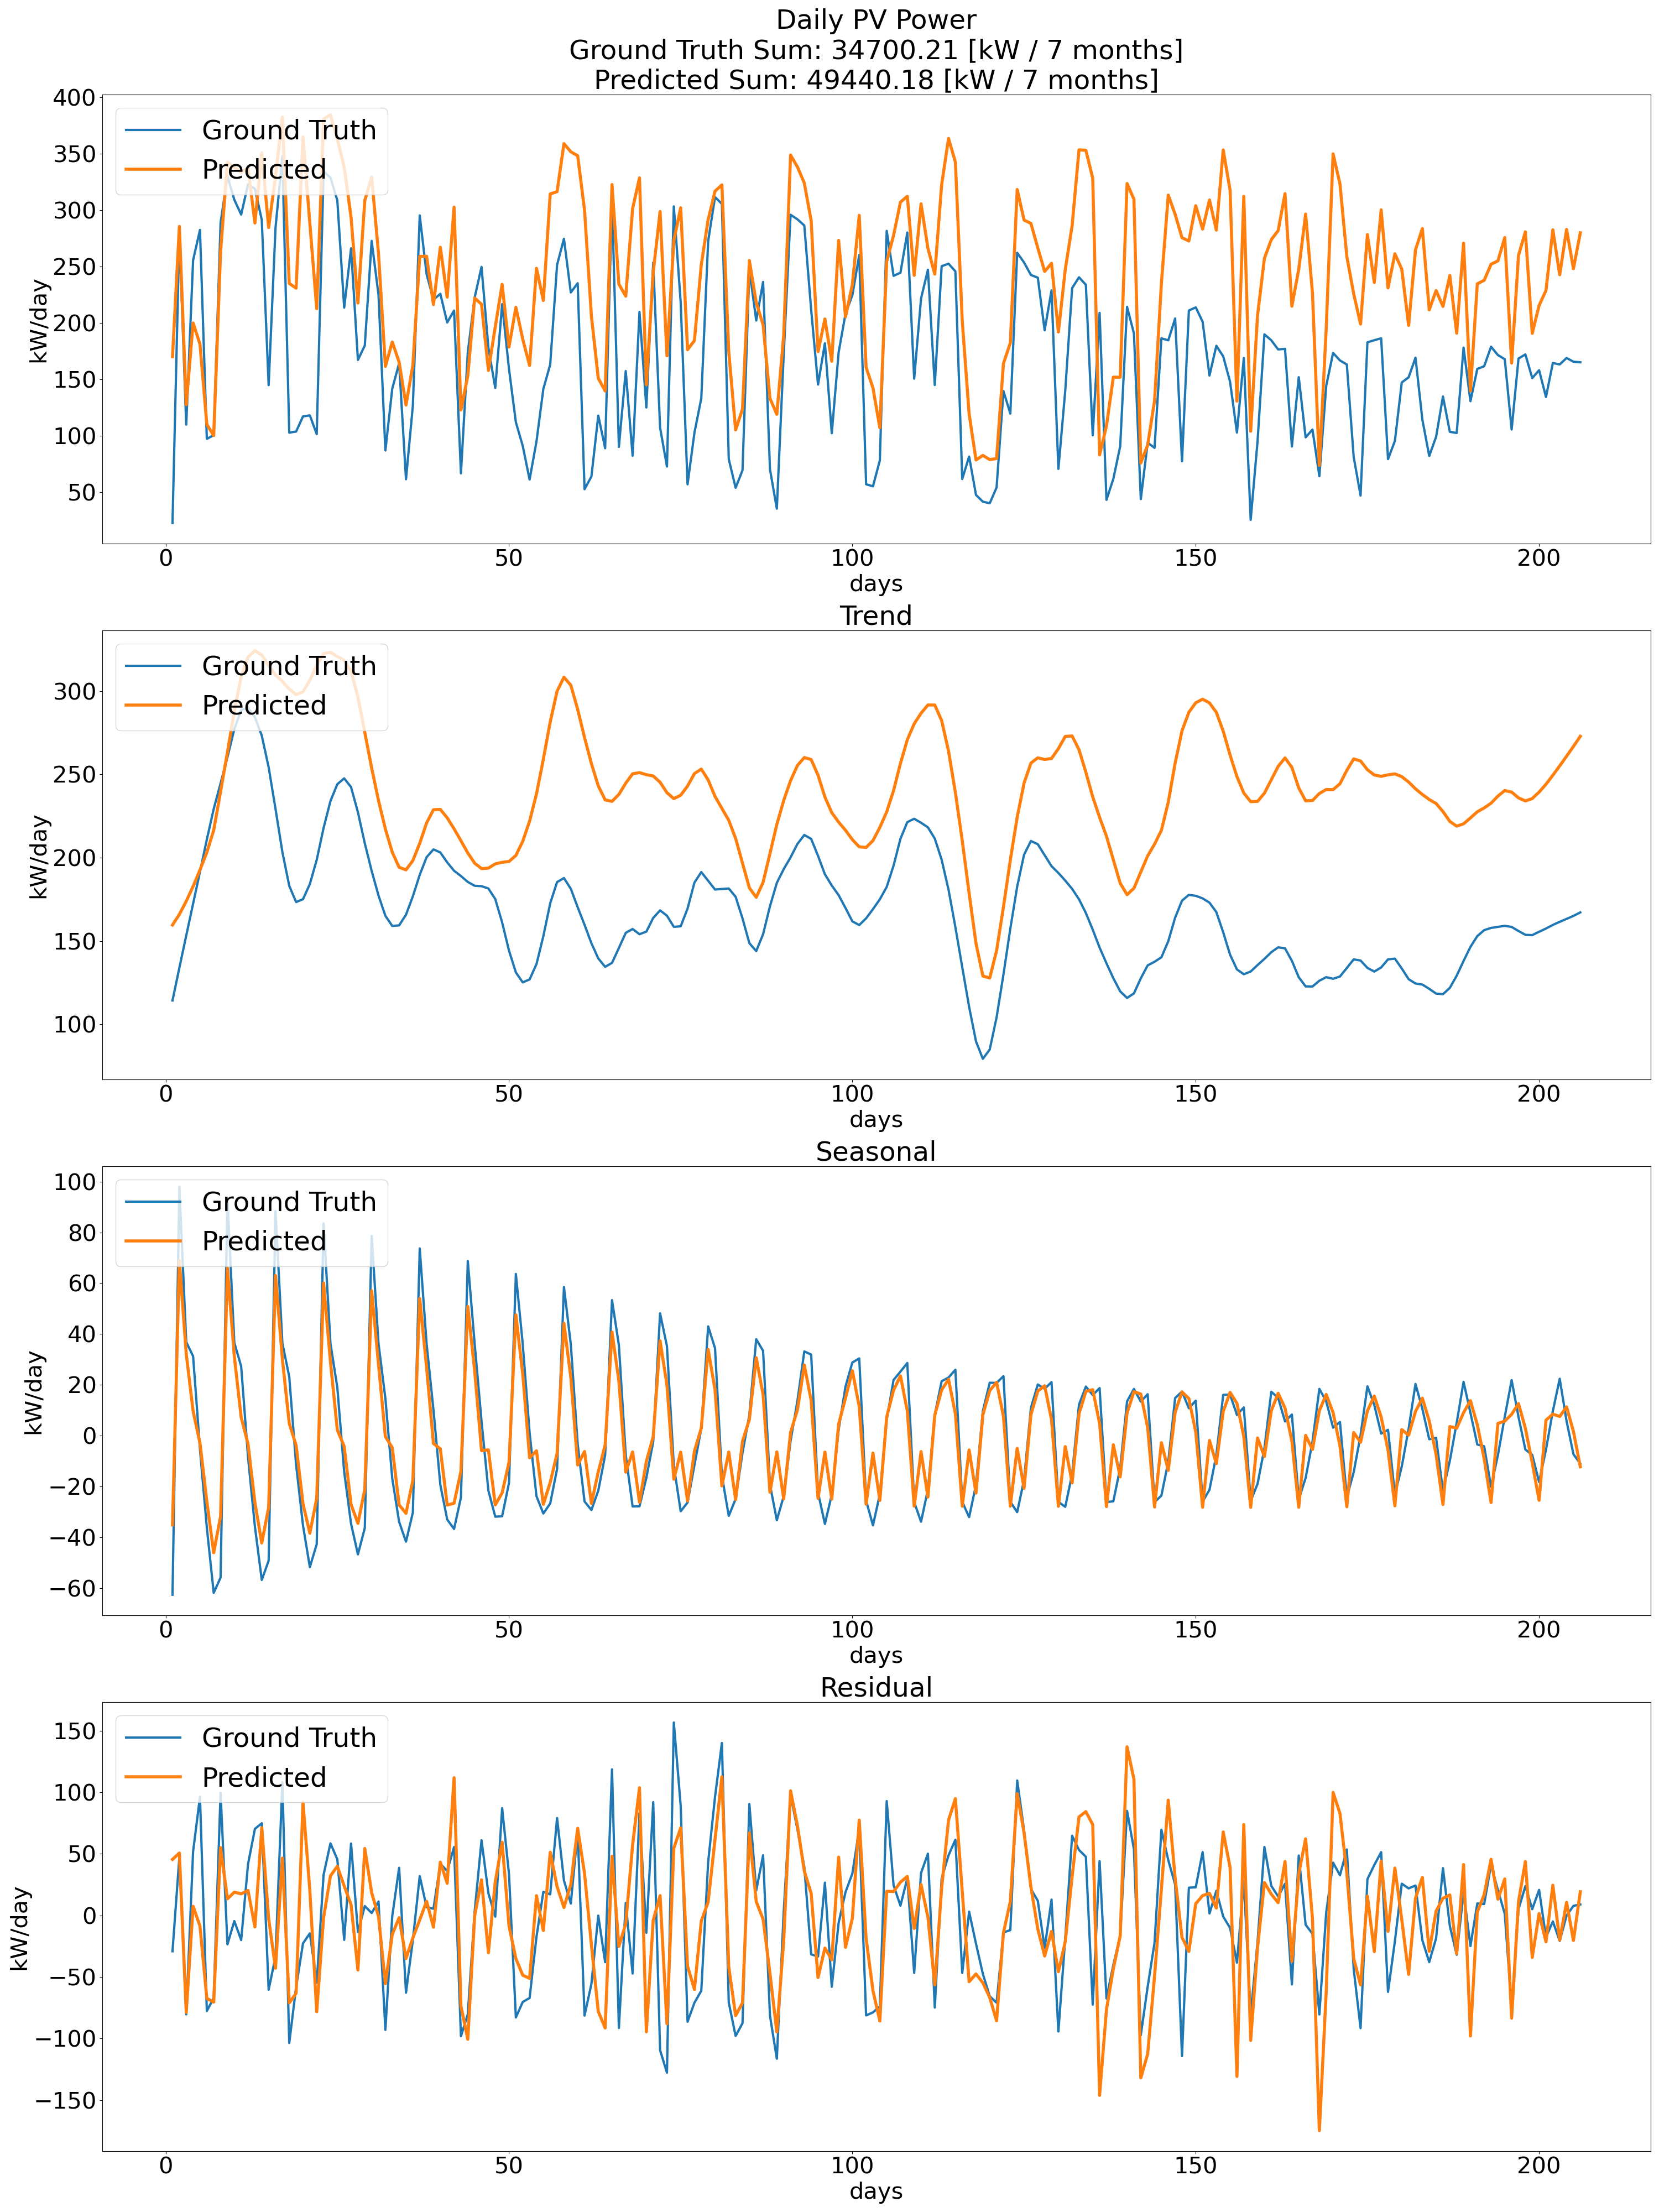 Daily PV Power
Ground Truth Sum: 34700.21 [kW / 7 months]
Predicted Sum: 49440.18 [kW / 7 months]
400
350
300
250
200
150
100
50
kW/day
Ground Truth
Predicted
0 50 100 150 200
days
Trend
300
250
200
150
100
kW/day
Ground Truth
Predicted
0 50 100 150 200
days
Seasonal
100
80
60
40
20
0
−20
−40
−60
kW/day
Ground Truth
Predicted
0 50 100 150 200
days
Residual
150
100
50
0
−50
−100
−150
kW/day
Ground Truth
Predicted
0 50 100 150 200
days